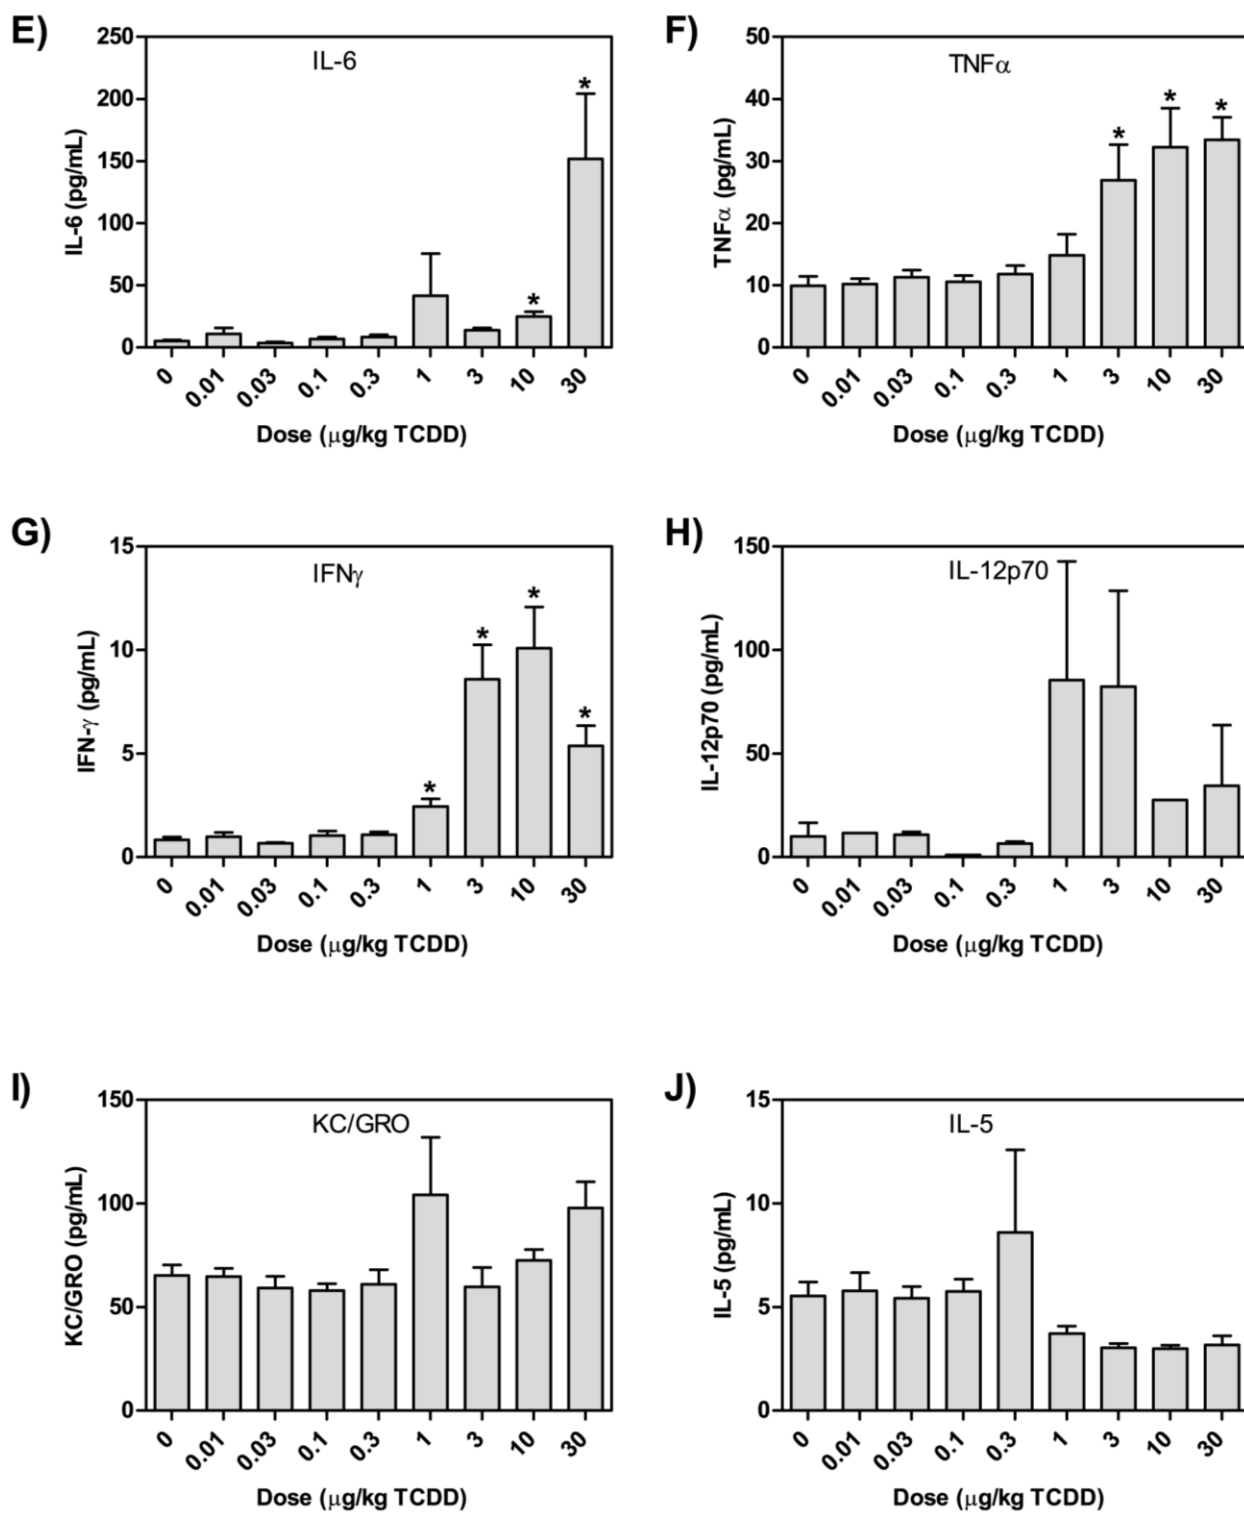 E)
IL-6
IL-6 (pg/mL)
250
200
150
100
50
0
* *
0 0.01 0.03 0.1 0.3 1 3 10 30
Dose (μg/kg TCDD)
F)
TNFα
TNFα (pg/mL)
50
40
30
20
10
0
* * *
0 0.01 0.03 0.1 0.3 1 3 10 30
Dose (μg/kg TCDD)
G)
IFNγ
IFN-γ (pg/mL)
15
10
5
0
* * * *
0 0.01 0.03 0.1 0.3 1 3 10 30
Dose (μg/kg TCDD)
H)
IL-12p70
IL-12p70 (pg/mL)
150
100
50
0
0 0.01 0.03 0.1 0.3 1 3 10 30
Dose (μg/kg TCDD)
I)
KC/GRO
KC/GRO (pg/mL)
150
100
50
0
0 0.01 0.03 0.1 0.3 1 3 10 30
Dose (μg/kg TCDD)
J)
IL-5
IL-5 (pg/mL)
15
10
5
0
0 0.01 0.03 0.1 0.3 1 3 10 30
Dose (μg/kg TCDD)